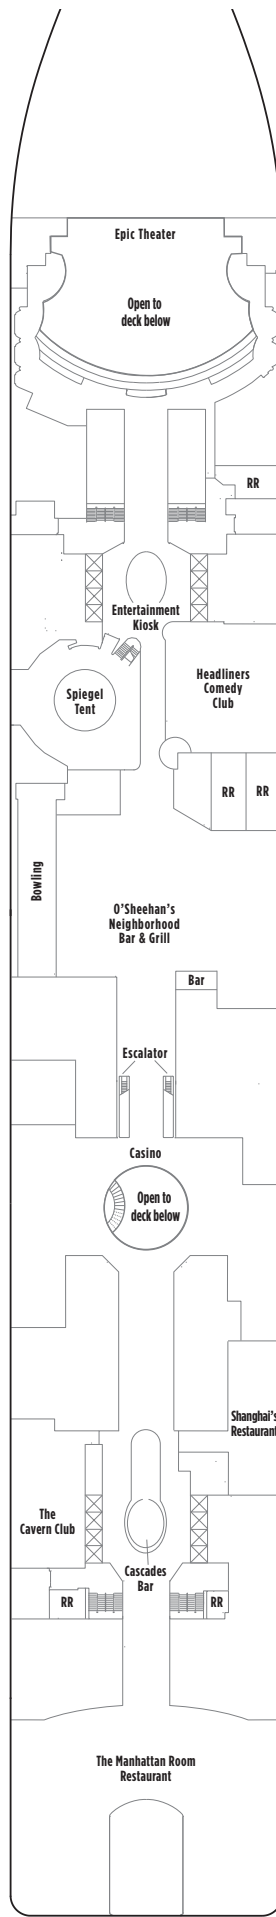 Epic Theater
Open to
deck below
RR
Entertainment
Kiosk
Headliners
Comedy
Club
Spiegel
Tent
RR
RR
Bowling
O'Sheehan's
Neighborhood
Bar & Grill
Bar
Escalator
Casino
Open to
deck below
Shanghai's
Restaurant
The
Cavern Club
Cascades
Bar
RR
RR
The Manhattan Room
Restaurant